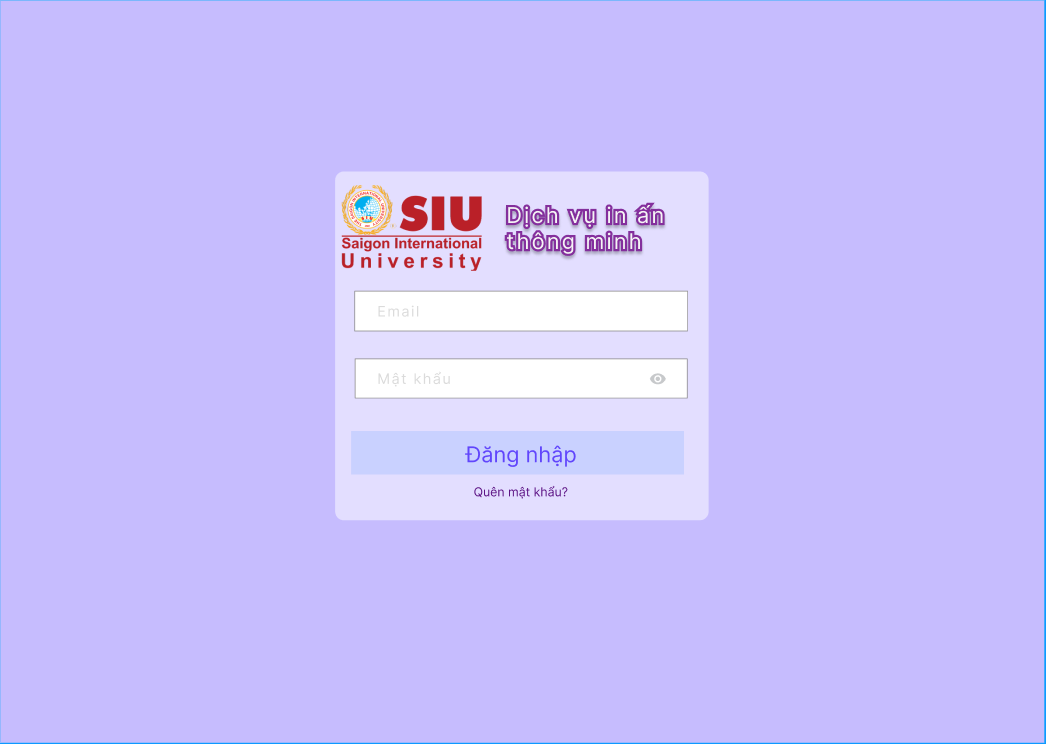 SIU
Saigon International
University
Dịch vụ in ấn
thông minh
Email
Mật khẩu
Đăng nhập
Quên mật khẩu?